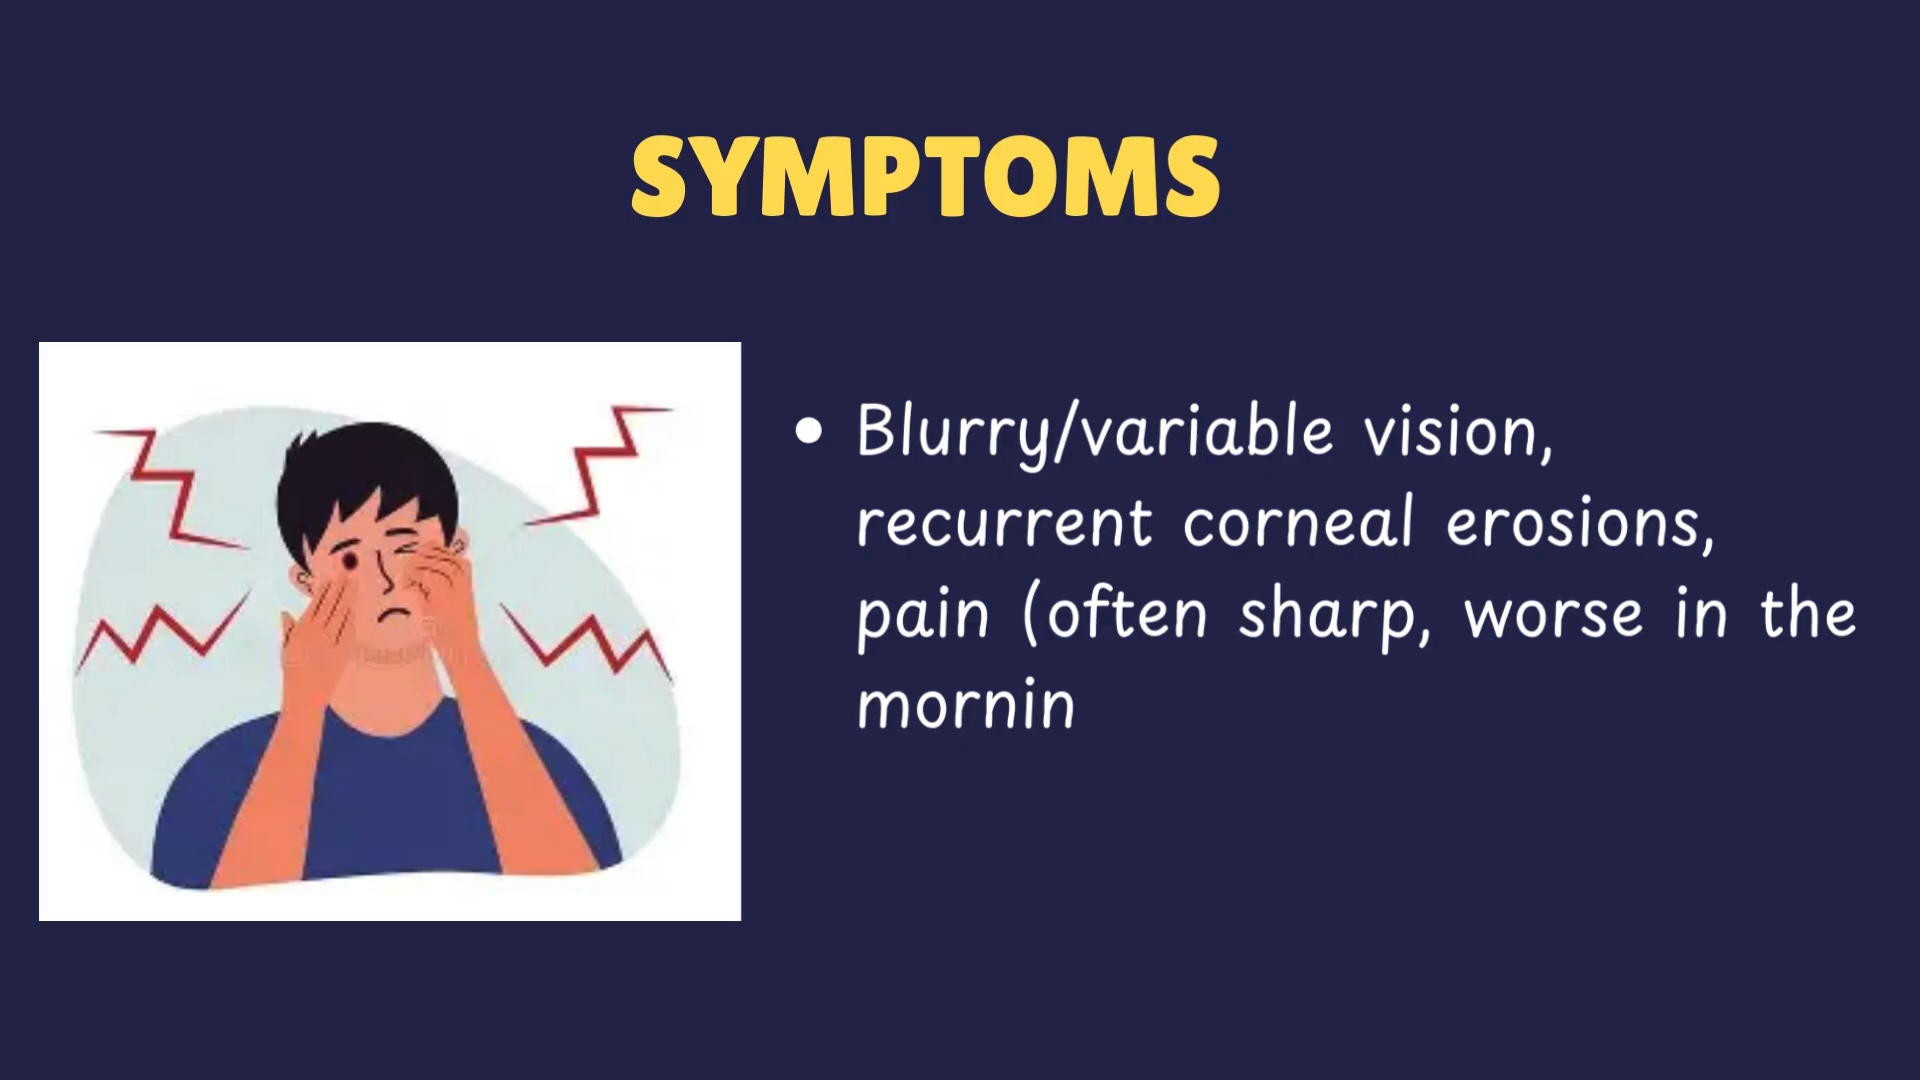 SYMPTOMS
• Blurry/variable vision,
recurrent corneal erosions,
pain (often sharp, worse in the
mornin